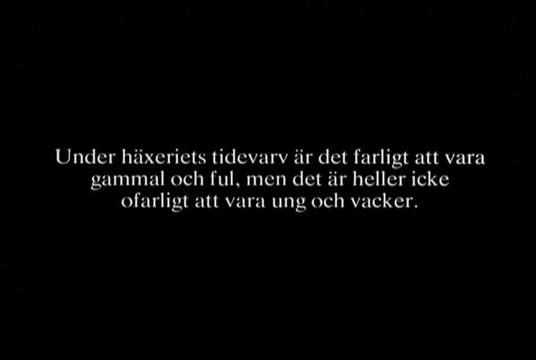 Under häxeriets tidevarv är det farligt att vara
gammal och ful, men det är heller icke
ofarligt att vara ung och vacker.